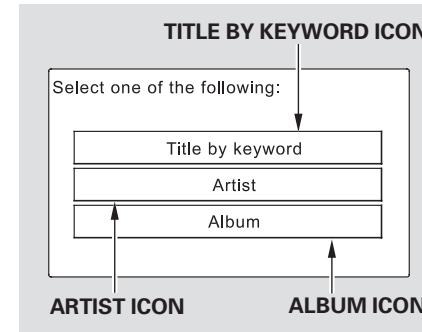 TITLE BY KEYWORD ICON
Select one of the following:
Title by keyword
Artist
Album
ARTIST ICON
ALBUM ICON